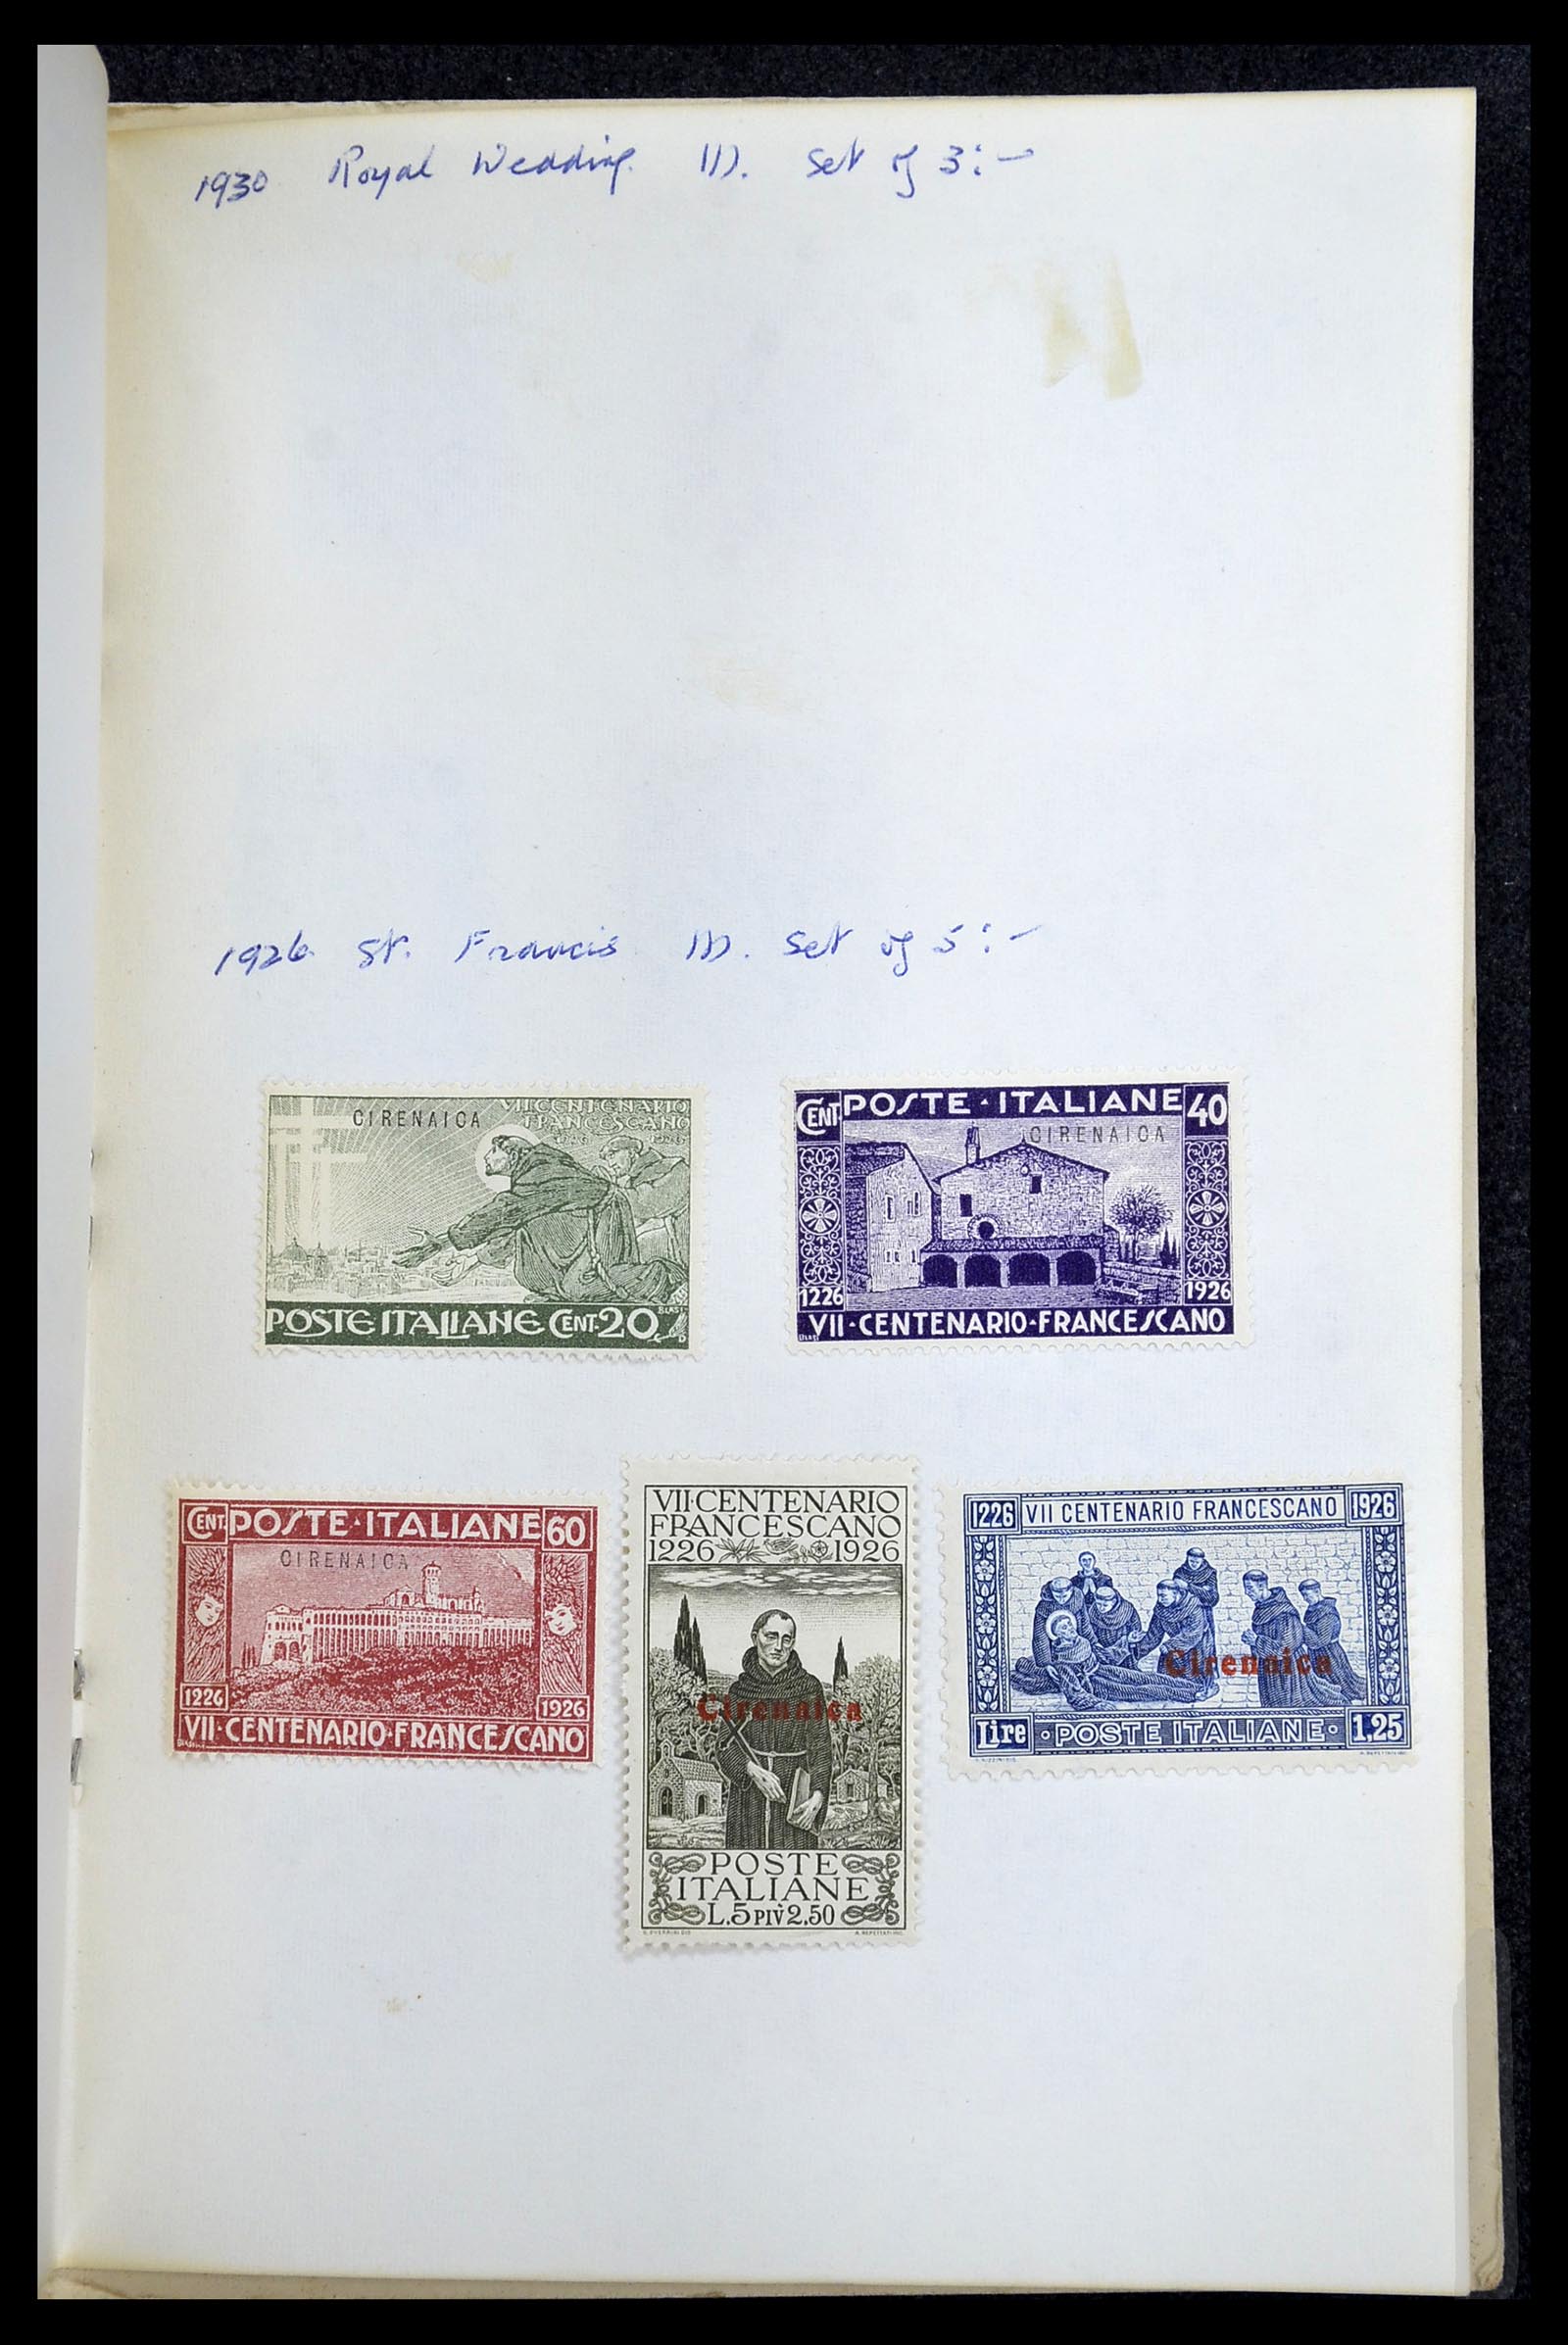 1930 Royal Wedding. Set of 3:-
1926 St. Francis Set of 5:-
CIRENAICA
VII CENTENARIO
FRANCESCANO
1226 1926
POSTE ITALIANE CENT. 20
CENT. POSTE · ITALIANE 40
CIRENAICA
1226 1926
VII · CENTENARIO · FRANCESCANO
CENT. POSTE · ITALIANE 60
CIRENAICA
1226 1926
VII · CENTENARIO · FRANCESCANO
VII CENTENARIO
FRANCESCANO
1226 1926
Cirenaica
POSTE
ITALIANE
L.5 PIÙ 2.50
1226 VII CENTENARIO FRANCESCANO 1926
Cirenaica
Lire · POSTE ITALIANE · 1,25